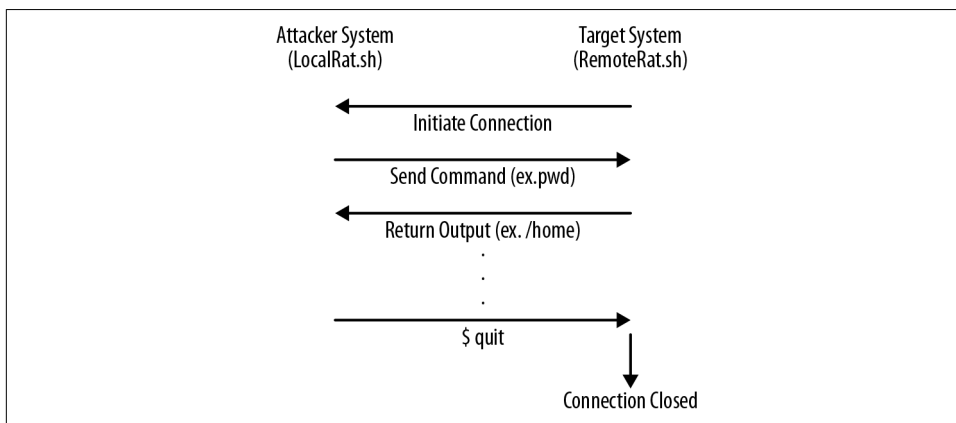 Attacker System
(LocalRat.sh)
Target System
(RemoteRat.sh)
Initiate Connection
Send Command (ex.pwd)
Return Output (ex. /home)
.
.
.
$ quit
Connection Closed